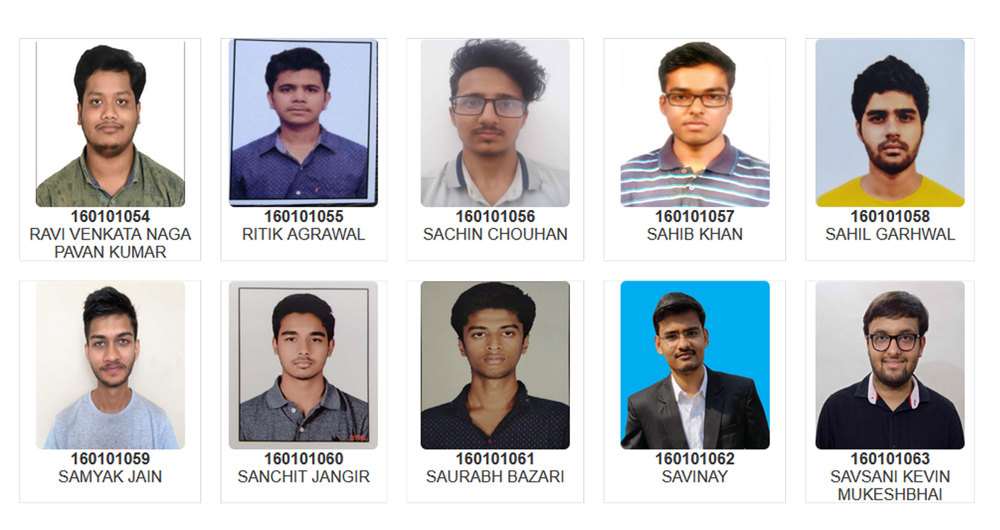 160101054
RAVI VENKATA NAGA
PAVAN KUMAR
160101055
RITIK AGRAWAL
160101056
SACHIN CHOUHAN
160101057
SAHIB KHAN
160101058
SAHIL GARHWAL
160101059
SAMYAK JAIN
160101060
SANCHIT JANGIR
160101061
SAURABH BAZARI
160101062
SAVINAY
160101063
SAVSANI KEVIN
MUKESHBHAI